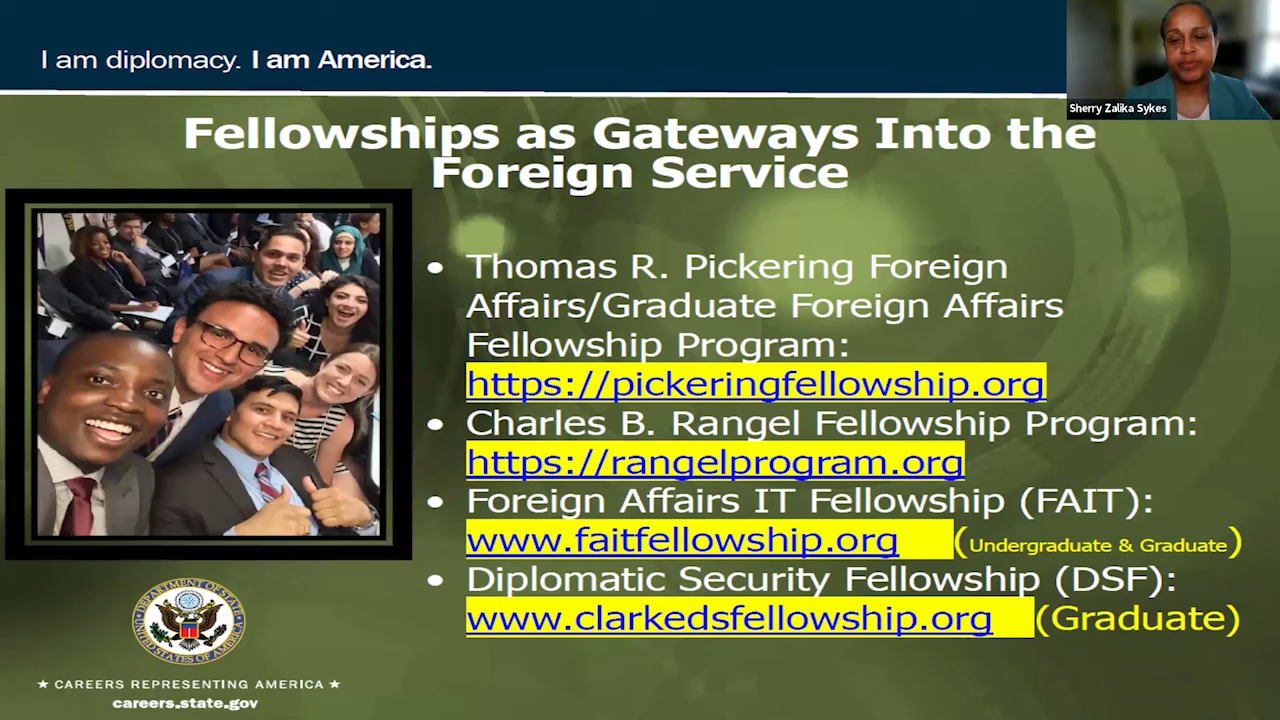 I am diplomacy. I am America.
Sherry Zalika Sykes
Fellowships as Gateways Into the
Foreign Service
• Thomas R. Pickering Foreign
Affairs/Graduate Foreign Affairs
Fellowship Program:
https://pickeringfellowship.org
• Charles B. Rangel Fellowship Program:
https://rangelprogram.org
• Foreign Affairs IT Fellowship (FAIT):
www.faitfellowship.org (Undergraduate & Graduate)
• Diplomatic Security Fellowship (DSF):
www.clarkedsfellowship.org (Graduate)
DEPARTMENT OF STATE
UNITED STATES OF AMERICA
★ CAREERS REPRESENTING AMERICA ★
careers.state.gov